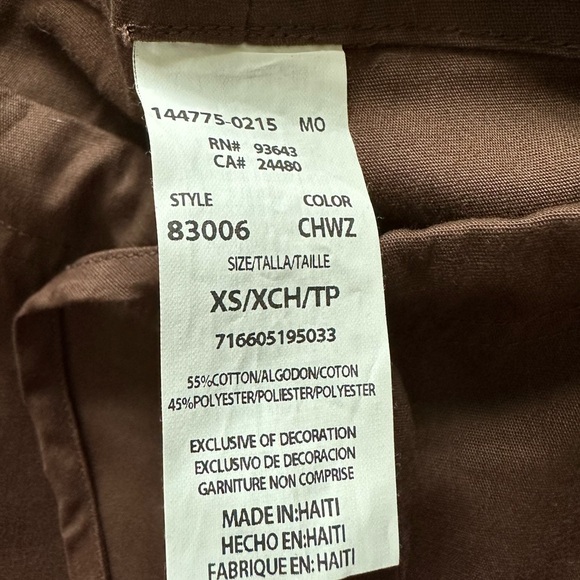 144775-0215 MO
RN# 93643
CA# 24480
STYLE COLOR
83006 CHWZ
SIZE/TALLA/TAILLE
XS/XCH/TP
716605195033
55%COTTON/ALGODON/COTON
45%POLYESTER/POLIESTER/POLYESTER
EXCLUSIVE OF DECORATION
EXCLUSIVO DE DECORACION
GARNITURE NON COMPRISE
MADE IN:HAITI
HECHO EN:HAITI
FABRIQUE EN: HAITI